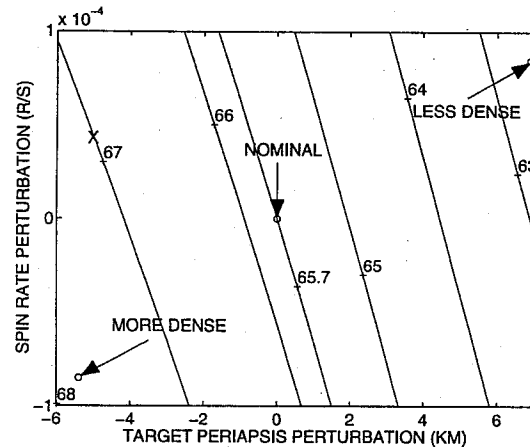 1 x 10^-4
64
66
LESS DENSE
67
NOMINAL
63
0
65
65.7
MORE DENSE
68
-1
-6 -4 -2 0 2 4 6
SPIN RATE PERTURBATION (R/S)
TARGET PERIAPSIS PERTURBATION (KM)